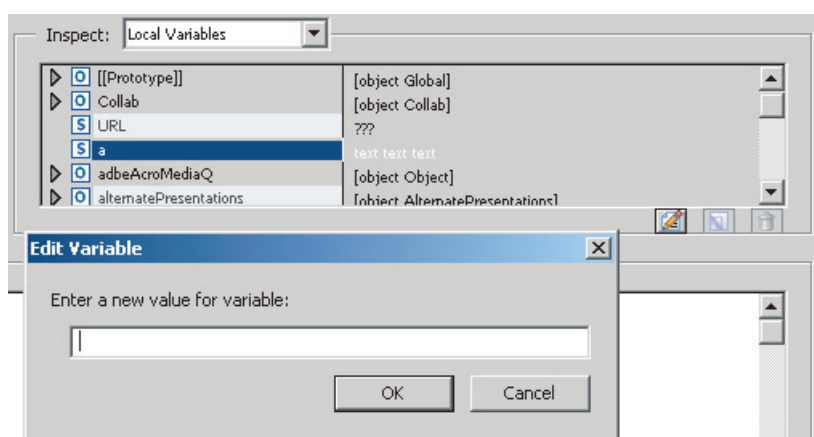 Inspect: Local Variables
O [[Prototype]] [object Global]
O Collab [object Collab]
S URL ???
S a text text text
O adbeAcroMediaQ [object Object]
O alternatePresentations [object AlternatePresentations]
Edit Variable
Enter a new value for variable:
OK Cancel